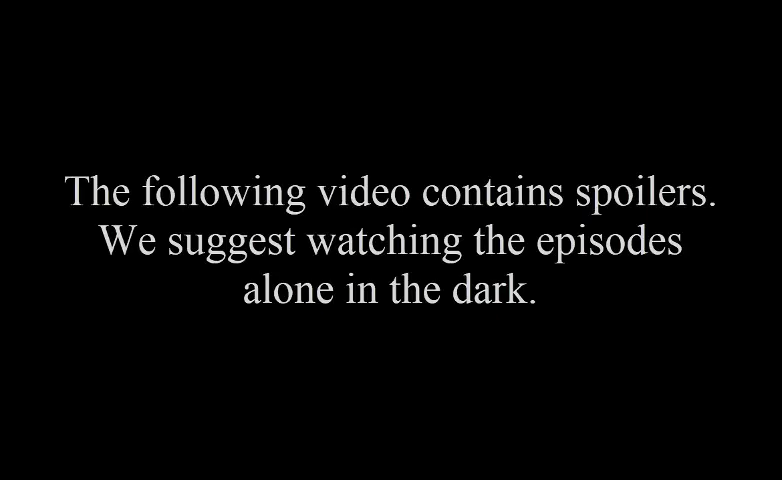 The following video contains spoilers.
We suggest watching the episodes
alone in the dark.